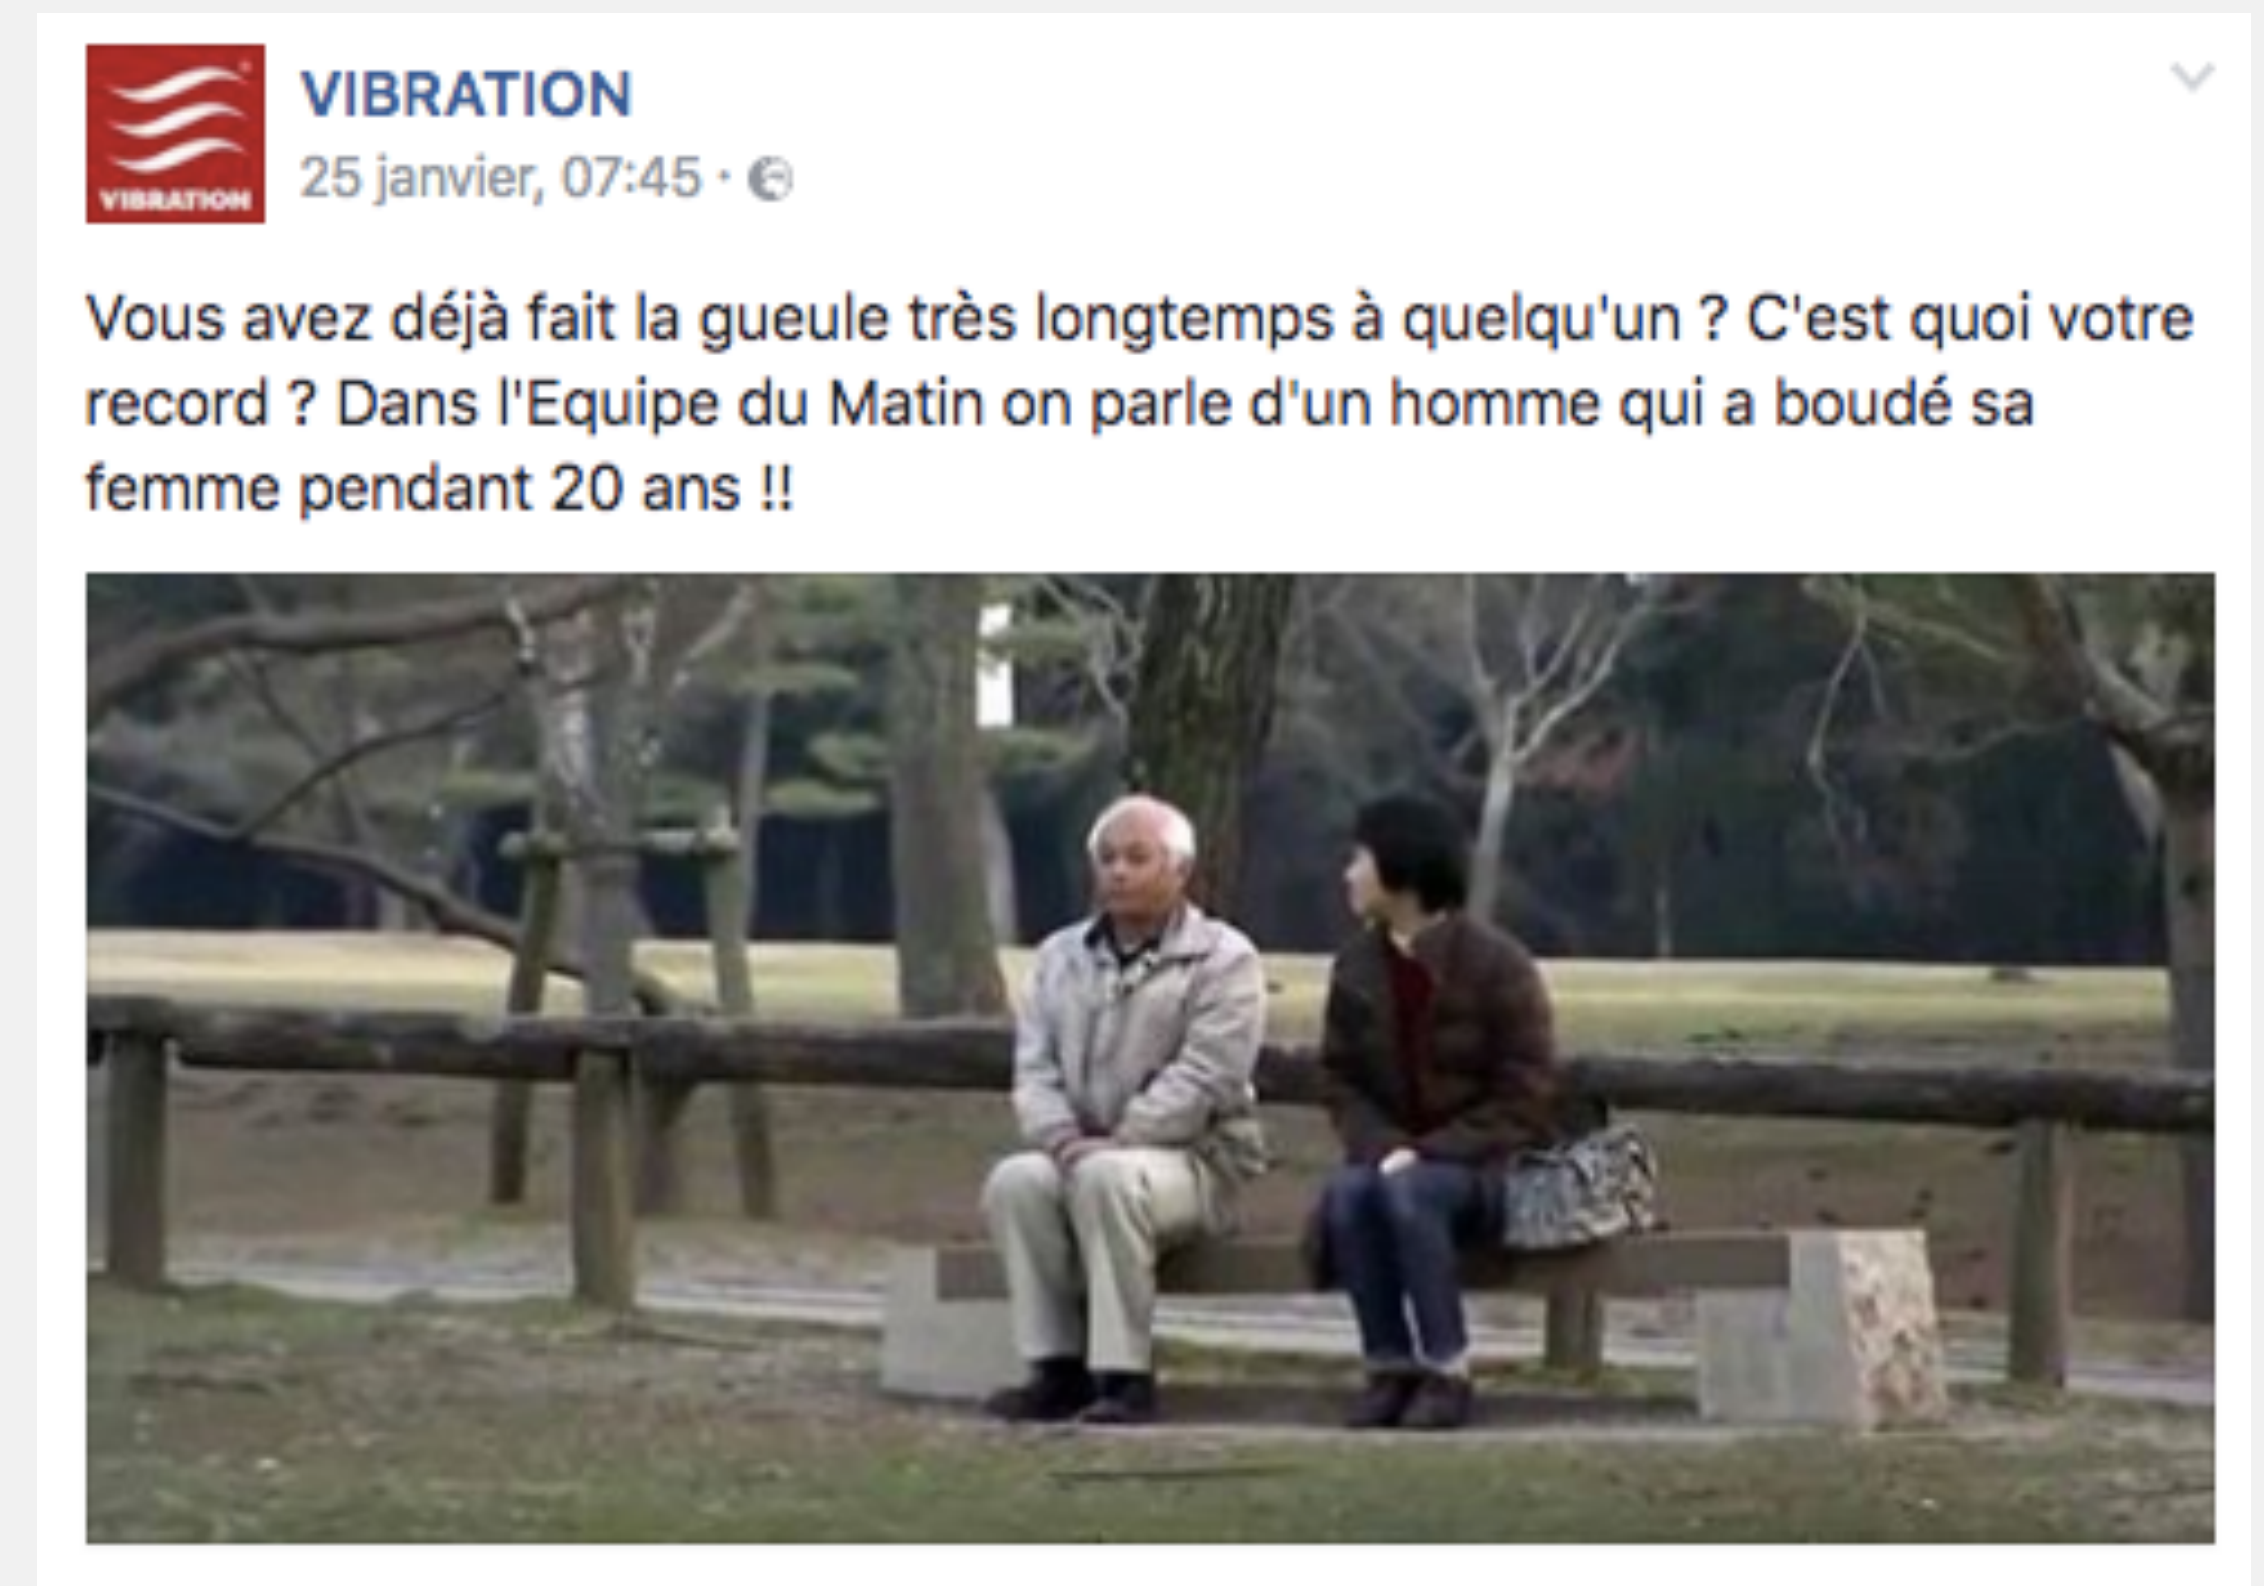 VIBRATION
VIBRATION
25 janvier, 07:45 ·
Vous avez déjà fait la gueule très longtemps à quelqu'un ? C'est quoi votre
record ? Dans l'Equipe du Matin on parle d'un homme qui a boudé sa
femme pendant 20 ans !!